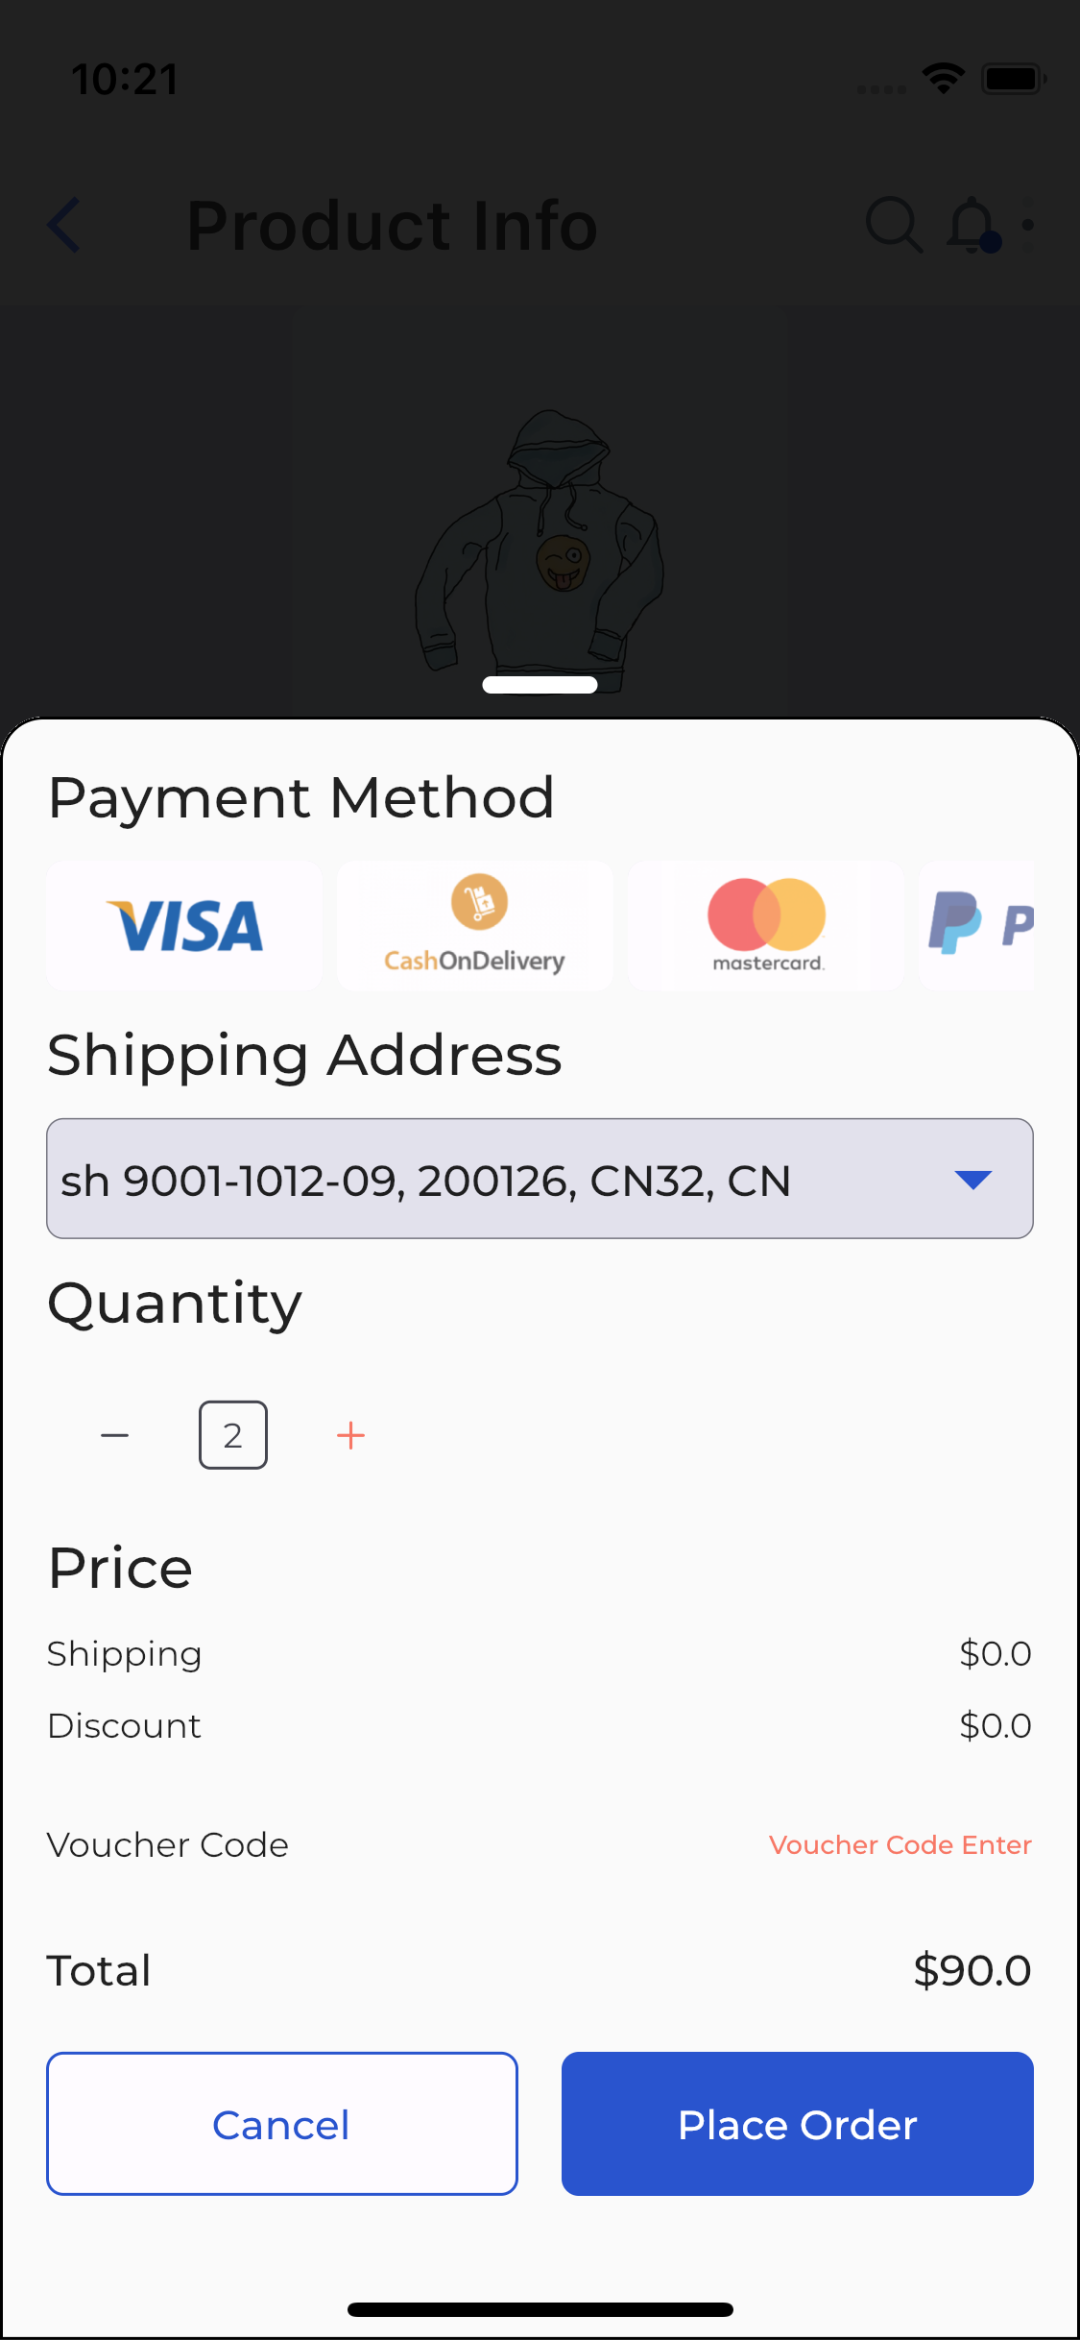 10:21
Product Info
Payment Method
VISA
CashOnDelivery
mastercard.
P
Shipping Address
sh 9001-1012-09, 200126, CN32, CN
Quantity
− 2 +
Price
Shipping $0.0
Discount $0.0
Voucher Code Voucher Code Enter
Total $90.0
Cancel Place Order